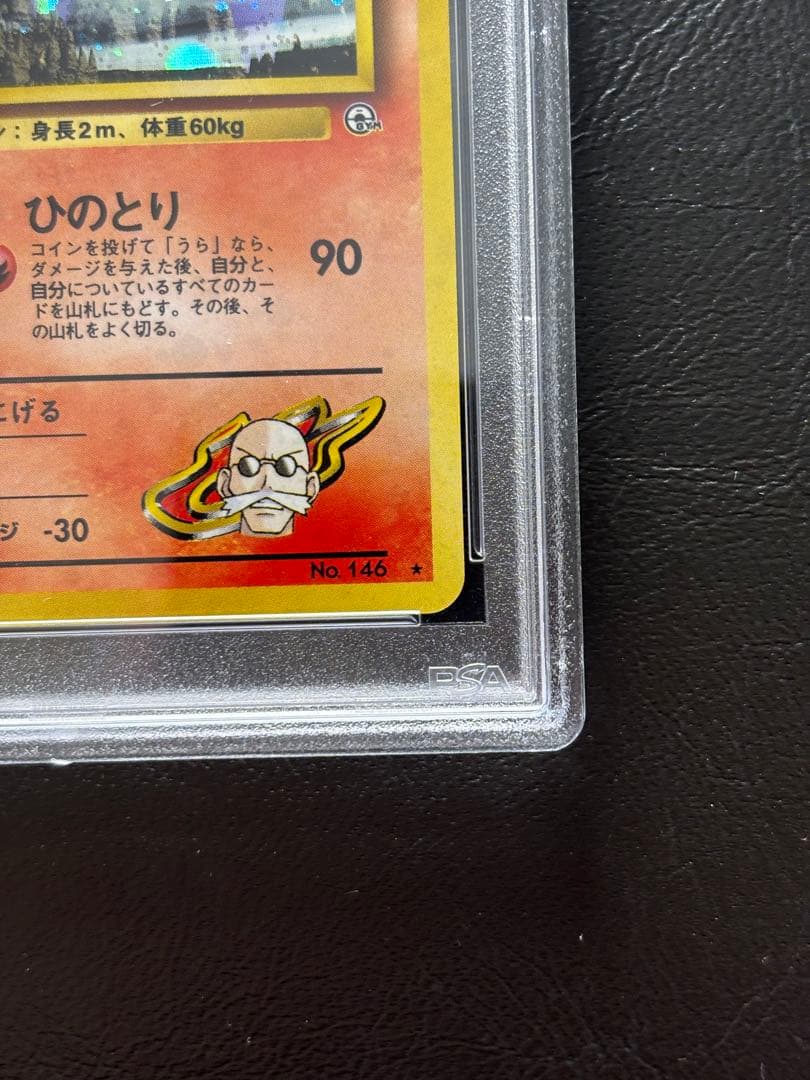 ：身長2m、体重60kg
GYM
ひのとり
コインを投げて「うら」なら、
ダメージを与えた後、自分と、
自分についているすべてのカー
ドを山札にもどす。その後、そ
の山札をよく切る。
90
げる
ジ -30
No. 146 ★
PSA